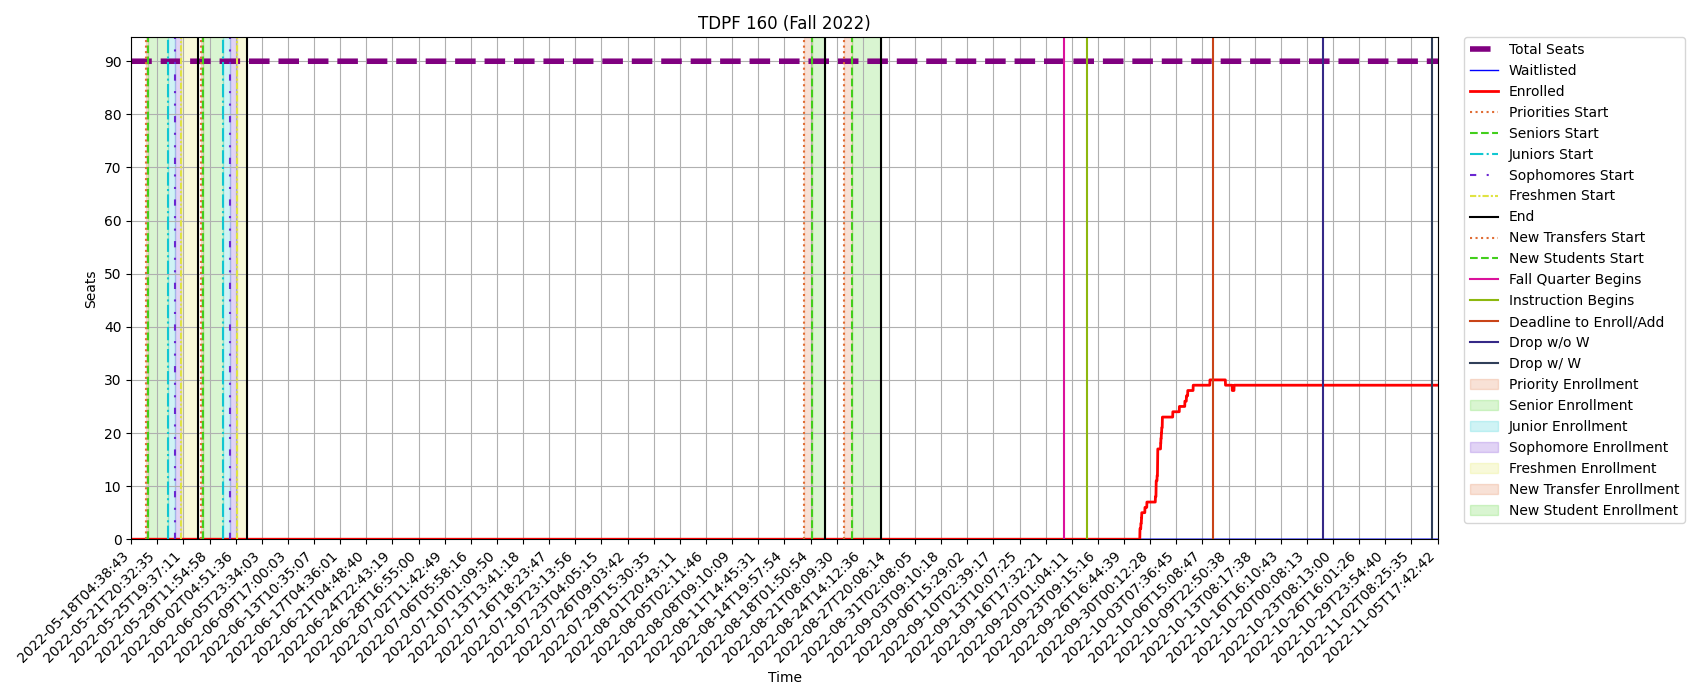 TDPF 160 (Fall 2022)
Seats
90
80
70
60
50
40
30
20
10
0
2022-05-18T04:38:43
2022-05-21T20:32:35
2022-05-25T19:37:11
2022-05-29T11:54:58
2022-06-02T04:51:36
2022-06-05T23:34:03
2022-06-09T17:00:03
2022-06-13T10:35:07
2022-06-17T04:36:01
2022-06-21T04:48:40
2022-06-24T22:43:19
2022-06-28T16:55:00
2022-07-02T11:42:49
2022-07-06T05:58:16
2022-07-10T01:09:50
2022-07-13T13:41:18
2022-07-16T18:23:47
2022-07-19T23:13:56
2022-07-23T04:05:15
2022-07-26T09:03:42
2022-07-29T15:30:35
2022-08-01T20:43:11
2022-08-05T02:11:46
2022-08-08T09:10:09
2022-08-11T14:45:31
2022-08-14T19:57:54
2022-08-18T01:50:54
2022-08-21T08:09:30
2022-08-24T14:12:36
2022-08-27T20:08:14
2022-08-31T02:08:05
2022-09-03T09:10:18
2022-09-06T15:29:02
2022-09-10T02:39:17
2022-09-13T10:07:25
2022-09-16T17:32:21
2022-09-20T01:04:11
2022-09-23T09:15:16
2022-09-26T16:44:39
2022-09-30T00:12:28
2022-10-03T07:36:45
2022-10-06T15:08:47
2022-10-09T22:50:38
2022-10-13T08:17:38
2022-10-16T16:10:43
2022-10-20T00:08:13
2022-10-23T08:13:00
2022-10-26T16:01:26
2022-10-29T23:54:40
2022-11-02T08:25:35
2022-11-05T17:42:42
Time
Total Seats
Waitlisted
Enrolled
Priorities Start
Seniors Start
Juniors Start
Sophomores Start
Freshmen Start
End
New Transfers Start
New Students Start
Fall Quarter Begins
Instruction Begins
Deadline to Enroll/Add
Drop w/o W
Drop w/ W
Priority Enrollment
Senior Enrollment
Junior Enrollment
Sophomore Enrollment
Freshmen Enrollment
New Transfer Enrollment
New Student Enrollment